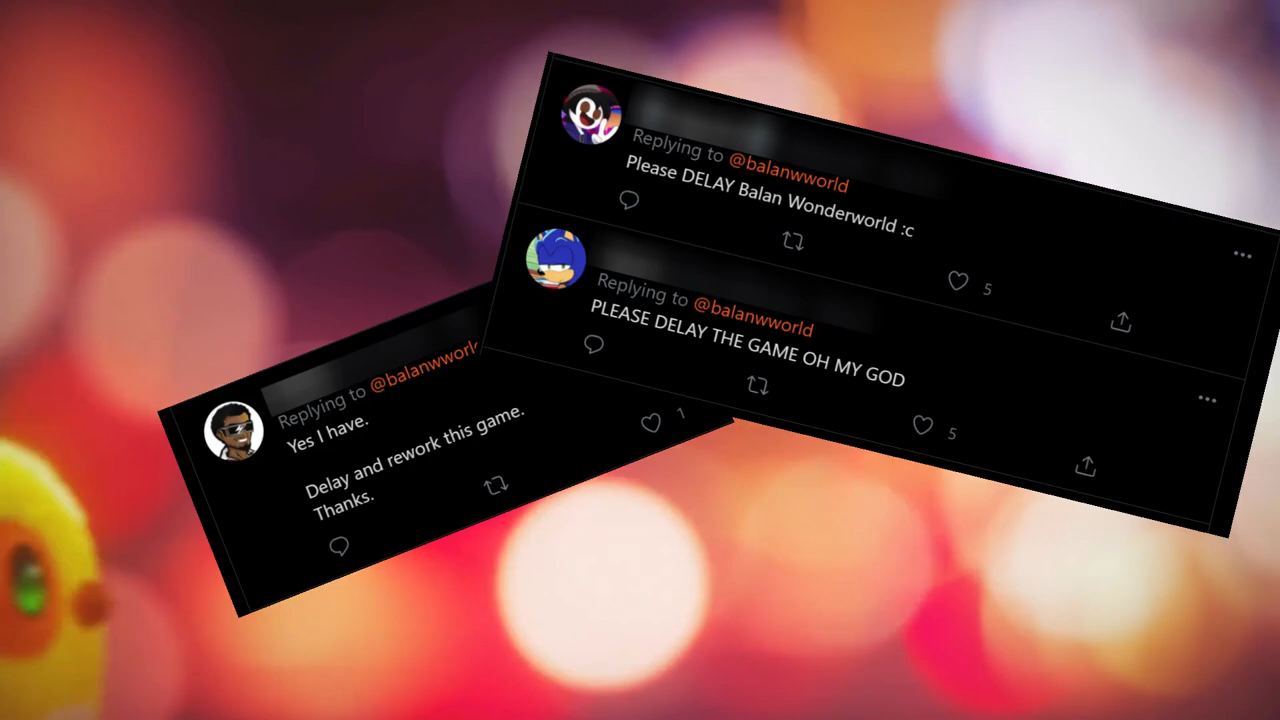 Replying to @balanwworld
Please DELAY Balan Wonderworld :c
5
Replying to @balanwworld
PLEASE DELAY THE GAME OH MY GOD
5
Replying to @balanwworl
Yes I have.
Delay and rework this game.
Thanks.
1